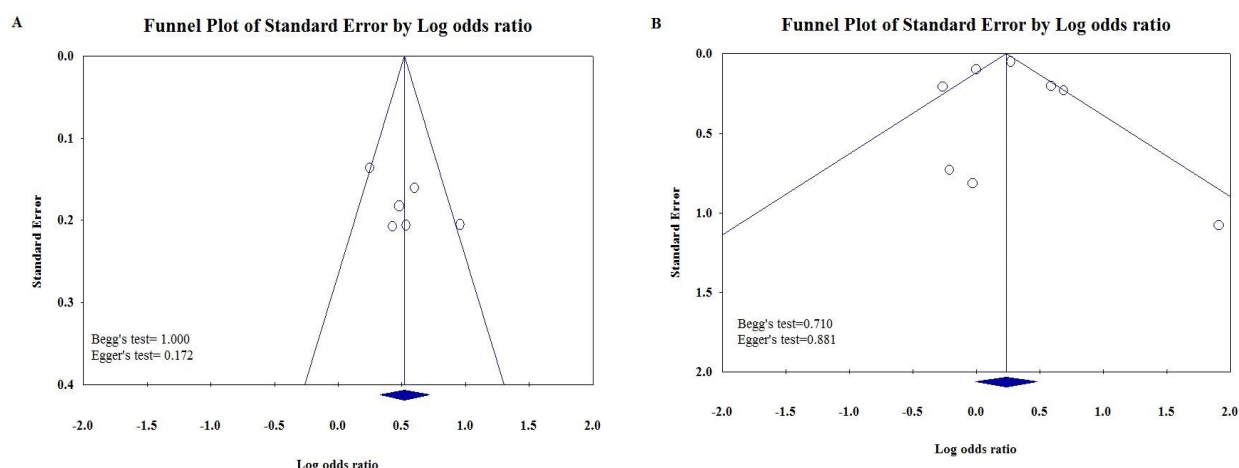 A
Funnel Plot of Standard Error by Log odds ratio
0.0
0.1
0.2
0.3
0.4
Standard Error
Begg's test= 1.000
Egger's test= 0.172
-2.0 -1.5 -1.0 -0.5 0.0 0.5 1.0 1.5 2.0
Log odds ratio
B
Funnel Plot of Standard Error by Log odds ratio
0.0
0.5
1.0
1.5
2.0
Standard Error
Begg's test=0.710
Egger's test=0.881
-2.0 -1.5 -1.0 -0.5 0.0 0.5 1.0 1.5 2.0
Log odds ratio